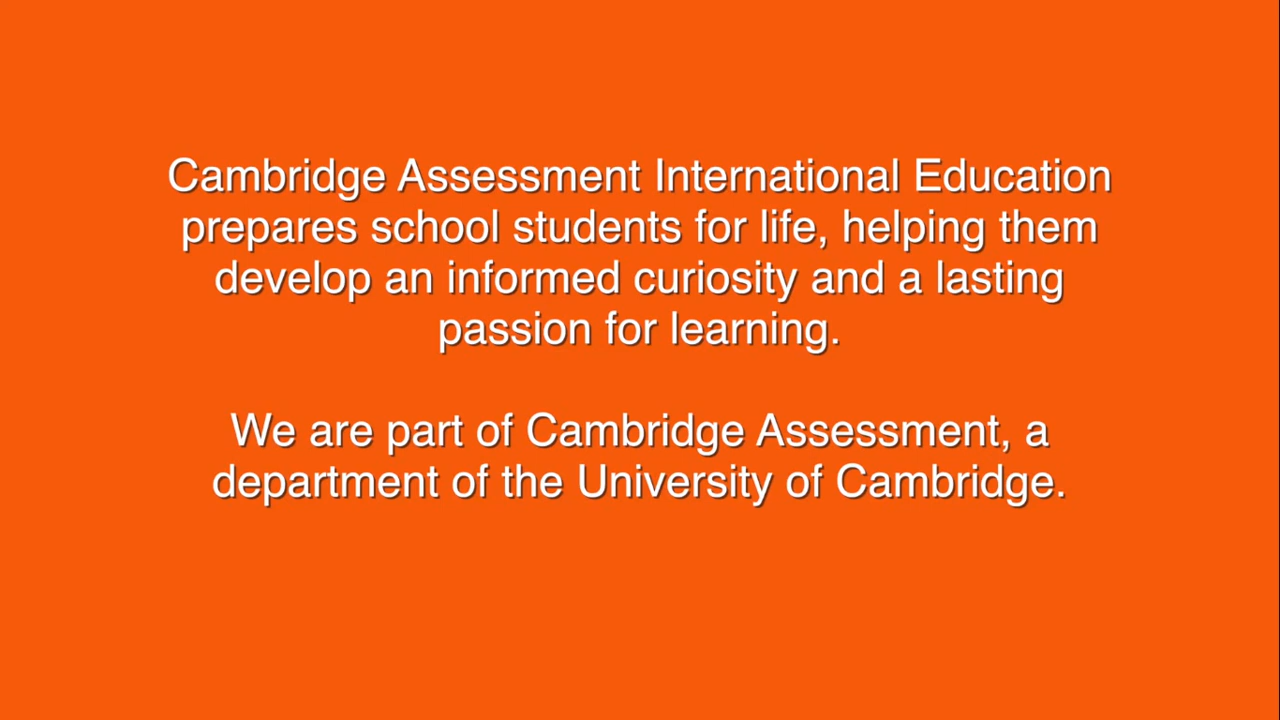 Cambridge Assessment International Education
prepares school students for life, helping them
develop an informed curiosity and a lasting
passion for learning.
We are part of Cambridge Assessment, a
department of the University of Cambridge.